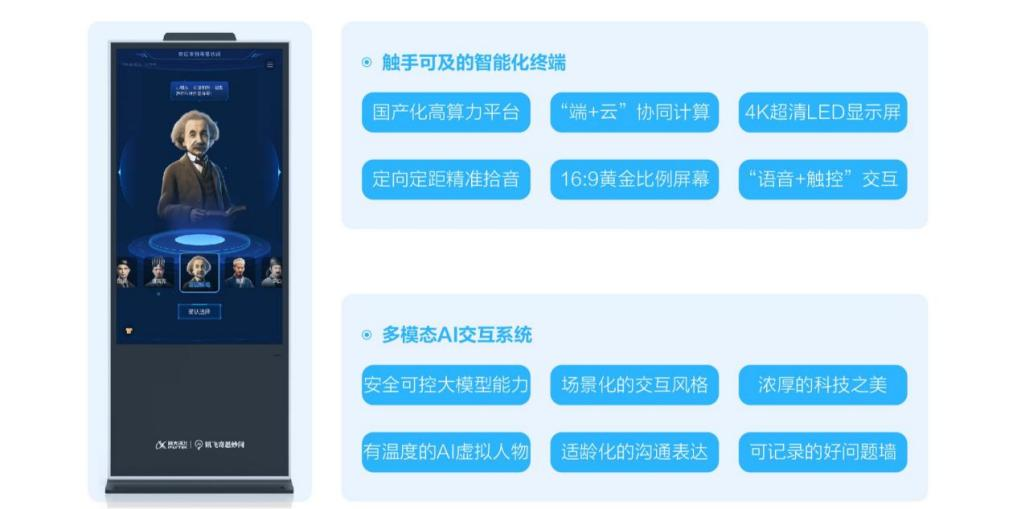 触手可及的智能化终端
国产化高算力平台
“端+云”协同计算
4K超清LED显示屏
定向定距精准拾音
16:9黄金比例屏幕
“语音+触控”交互
确认选择
讯飞奇思妙问
多模态AI交互系统
安全可控大模型能力
场景化的交互风格
浓厚的科技之美
有温度的AI虚拟人物
适龄化的沟通表达
可记录的好问题墙